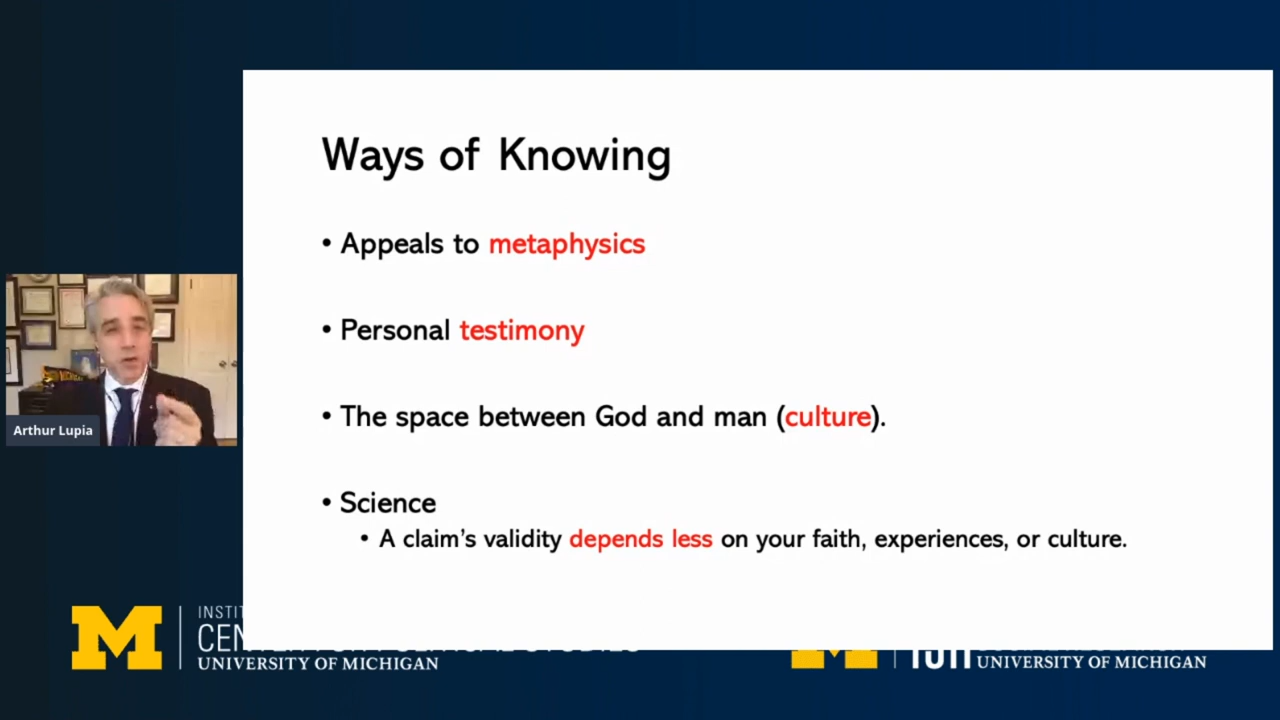 Ways of Knowing
• Appeals to metaphysics
• Personal testimony
• The space between God and man (culture).
• Science
• A claim's validity depends less on your faith, experiences, or culture.
Arthur Lupia
M
UNIVERSITY OF MICHIGAN
UNIVERSITY OF MICHIGAN